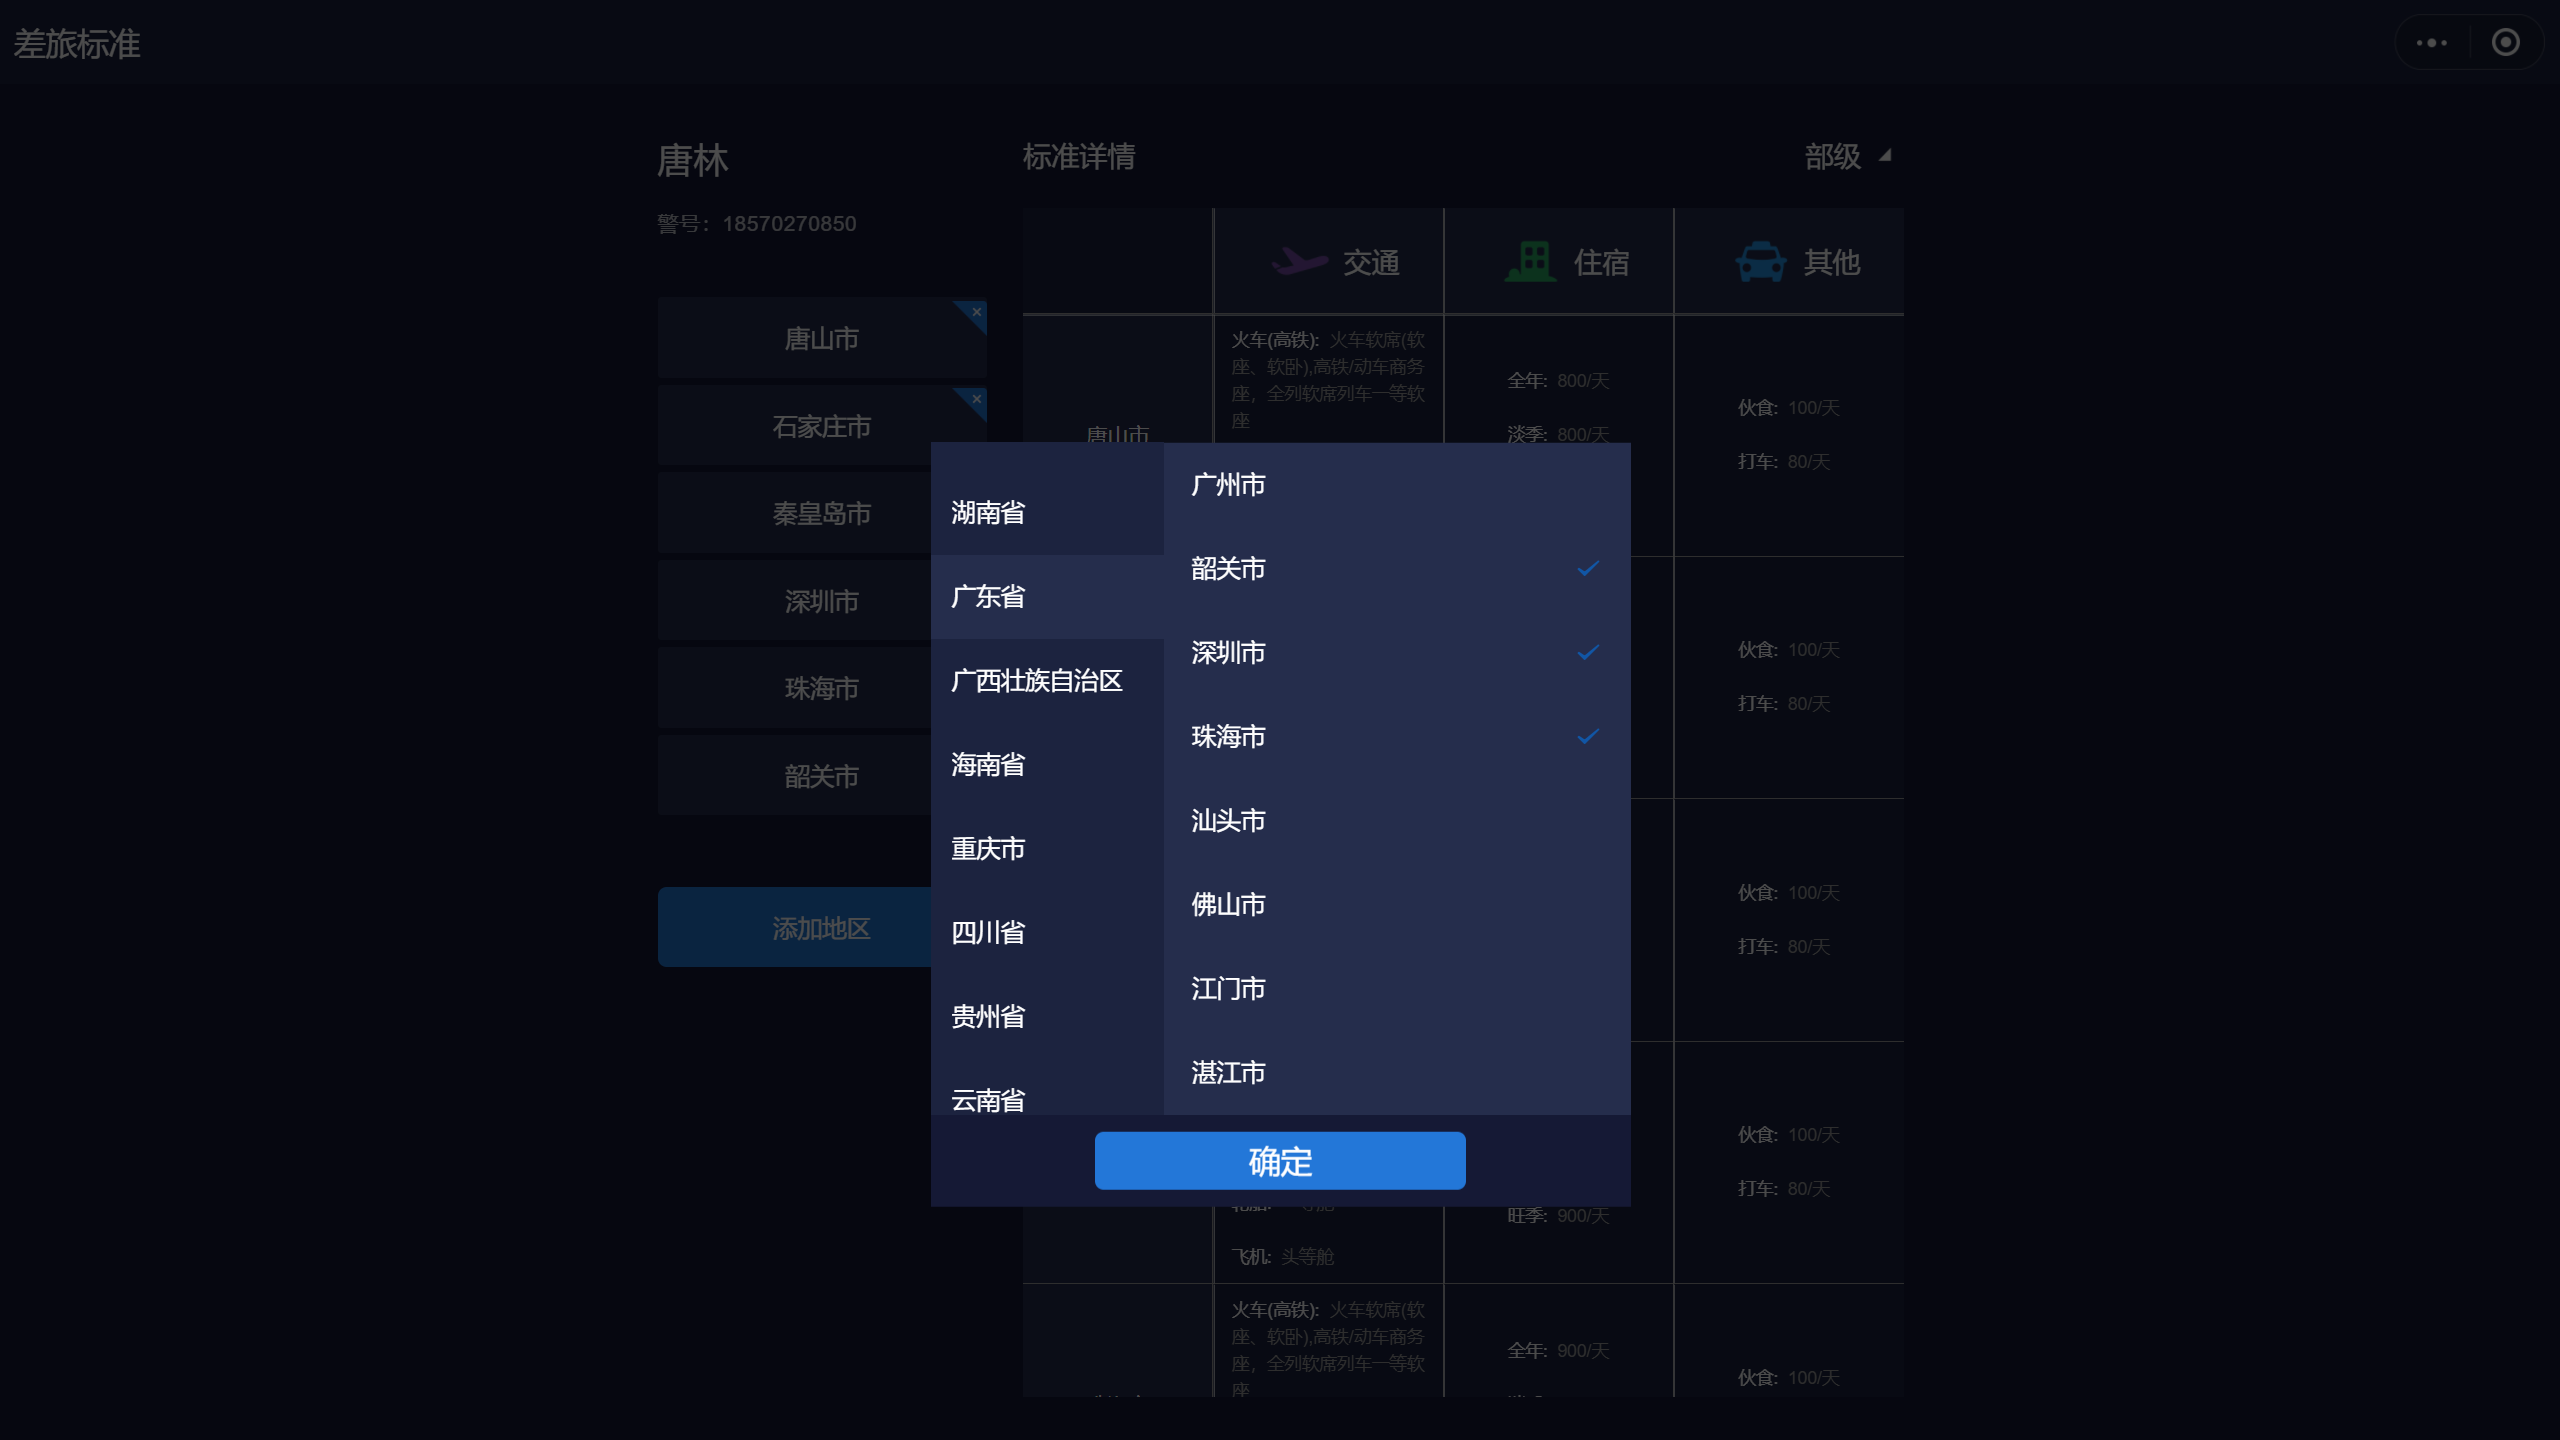 差旅标准
唐林
警号：18570270850
唐山市
石家庄市
秦皇岛市
深圳市
珠海市
韶关市
添加地区
标准详情
部级
交通
住宿
其他
唐山市
火车(高铁): 火车软席(软
座、软卧),高铁/动车商务
座，全列软席列车一等软
座
全年: 800/天
淡季: 800/天
伙食: 100/天
打车: 80/天
伙食: 100/天
打车: 80/天
伙食: 100/天
打车: 80/天
伙食: 100/天
打车: 80/天
旺季: 900/天
飞机: 头等舱
火车(高铁): 火车软席(软
座、软卧),高铁/动车商务
座，全列软席列车一等软
座
全年: 900/天
伙食: 100/天
湖南省
广东省
广西壮族自治区
海南省
重庆市
四川省
贵州省
云南省
广州市
韶关市
深圳市
珠海市
汕头市
佛山市
江门市
湛江市
确定